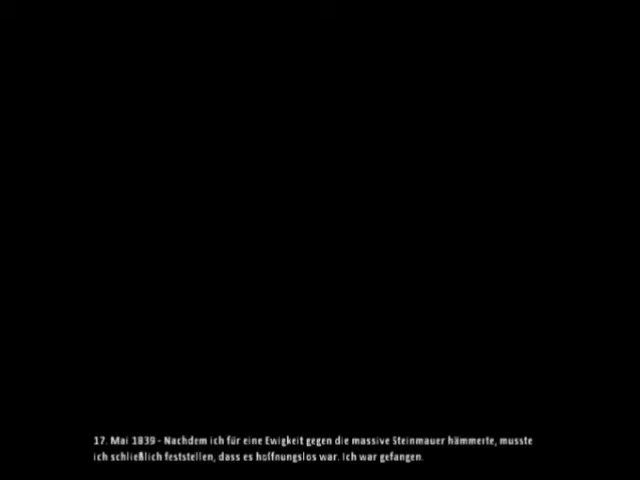 17. Mai 1839 - Nachdem ich für eine Ewigkeit gegen die massive Steinmauer hämmerte, musste
ich schließlich feststellen, dass es hoffnungslos war. Ich war gefangen.